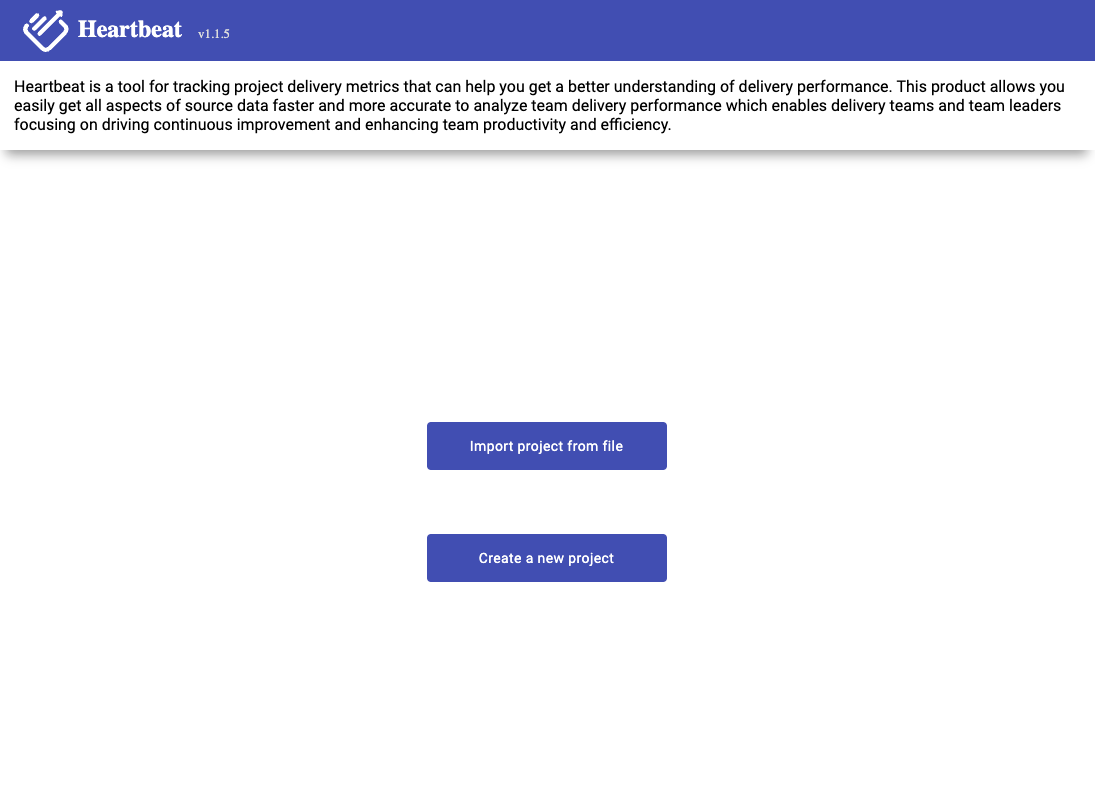 Heartbeat v1.1.5
Heartbeat is a tool for tracking project delivery metrics that can help you get a better understanding of delivery performance. This product allows you
easily get all aspects of source data faster and more accurate to analyze team delivery performance which enables delivery teams and team leaders
focusing on driving continuous improvement and enhancing team productivity and efficiency.
Import project from file
Create a new project